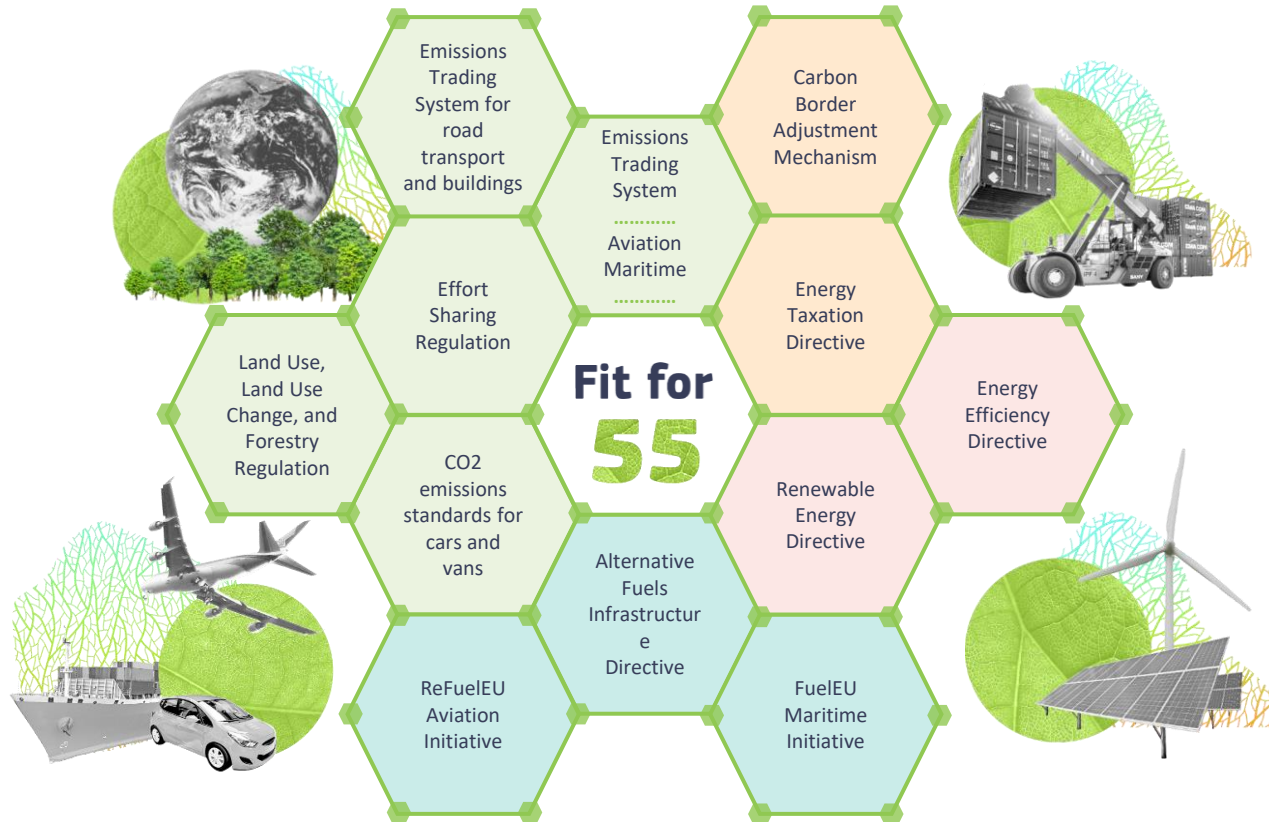 Emissions
Trading
System for
road
transport
and buildings
Emissions
Trading
System
…………
Aviation
Maritime
…………
Carbon
Border
Adjustment
Mechanism
Effort
Sharing
Regulation
Energy
Taxation
Directive
Land Use,
Land Use
Change, and
Forestry
Regulation
Fit for
55
Energy
Efficiency
Directive
CO2
emissions
standards for
cars and
vans
Renewable
Energy
Directive
Alternative
Fuels
Infrastructur
e
Directive
ReFuelEU
Aviation
Initiative
FuelEU
Maritime
Initiative